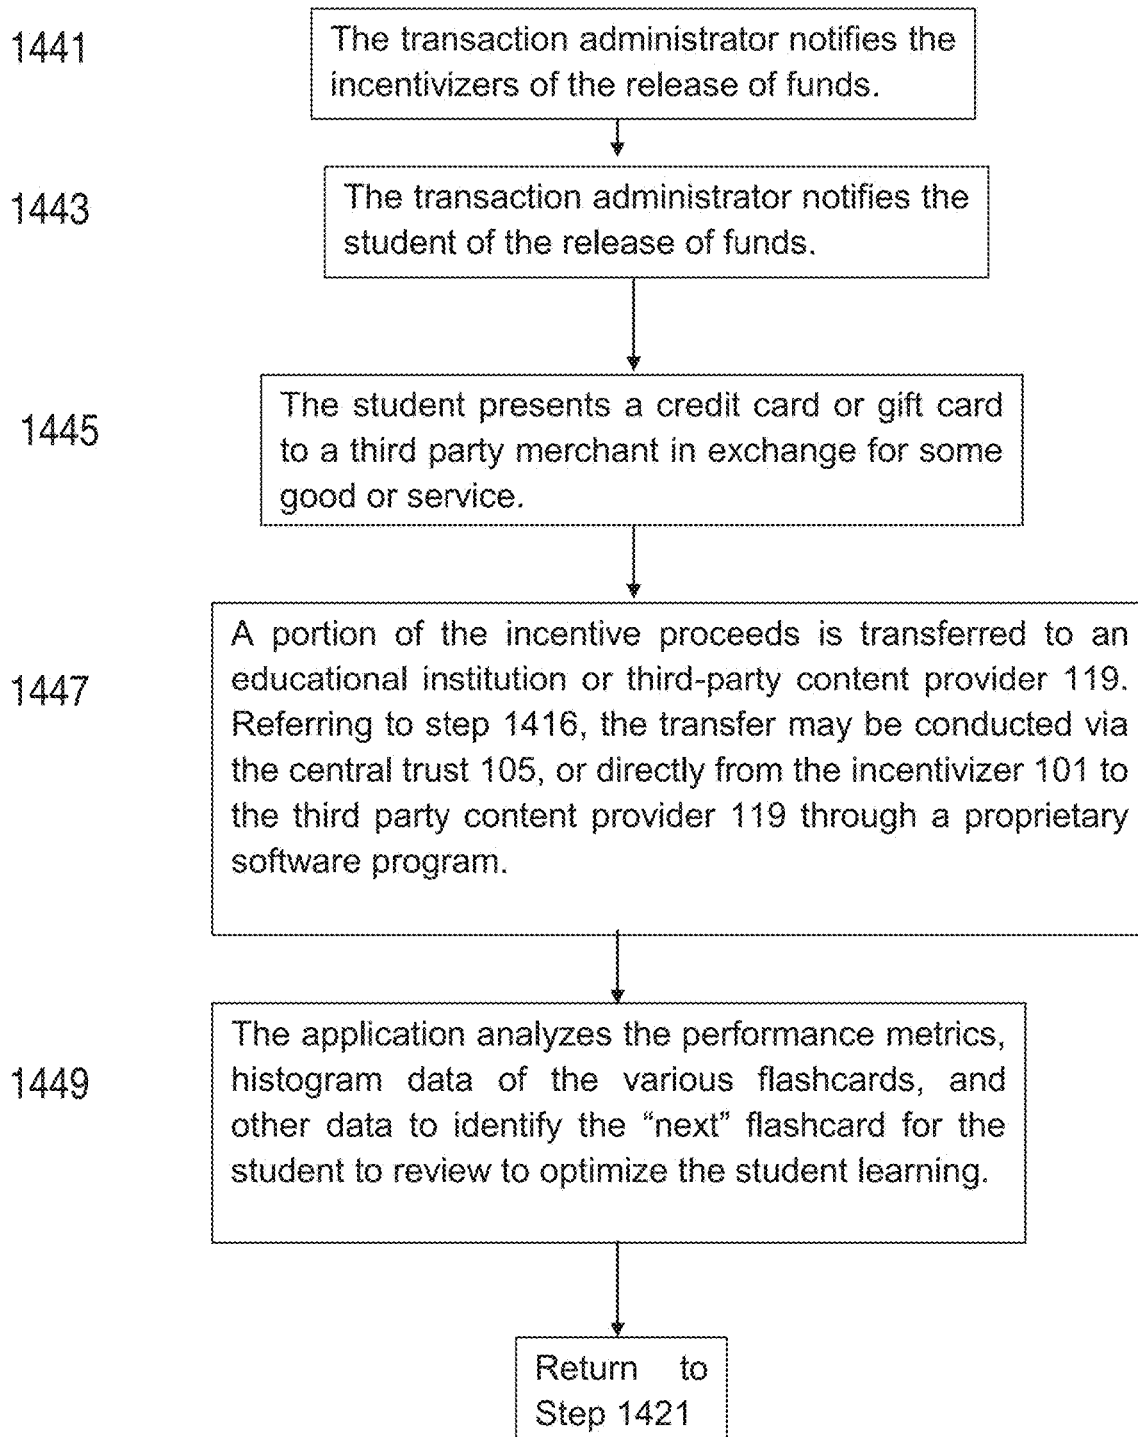 1441
The transaction administrator notifies the
incentivizers of the release of funds.
1443
The transaction administrator notifies the
student of the release of funds.
1445
The student presents a credit card or gift card
to a third party merchant in exchange for some
good or service.
1447
A portion of the incentive proceeds is transferred to an
educational institution or third-party content provider 119.
Referring to step 1416, the transfer may be conducted via
the central trust 105, or directly from the incentivizer 101 to
the third party content provider 119 through a proprietary
software program.
1449
The application analyzes the performance metrics,
histogram data of the various flashcards, and
other data to identify the “next” flashcard for the
student to review to optimize the student learning.
Return to
Step 1421